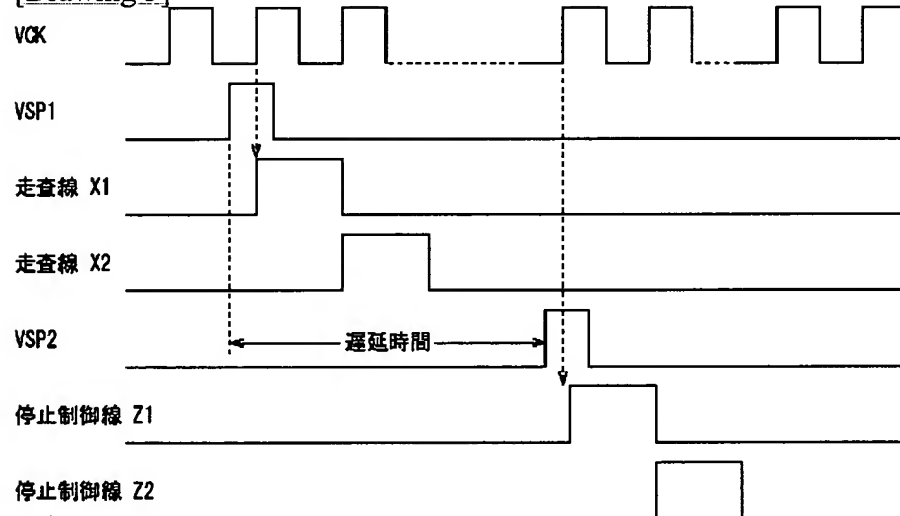 VCK
VSP1
走査線 X1
走査線 X2
VSP2
遅延時間
停止制御線 Z1
停止制御線 Z2